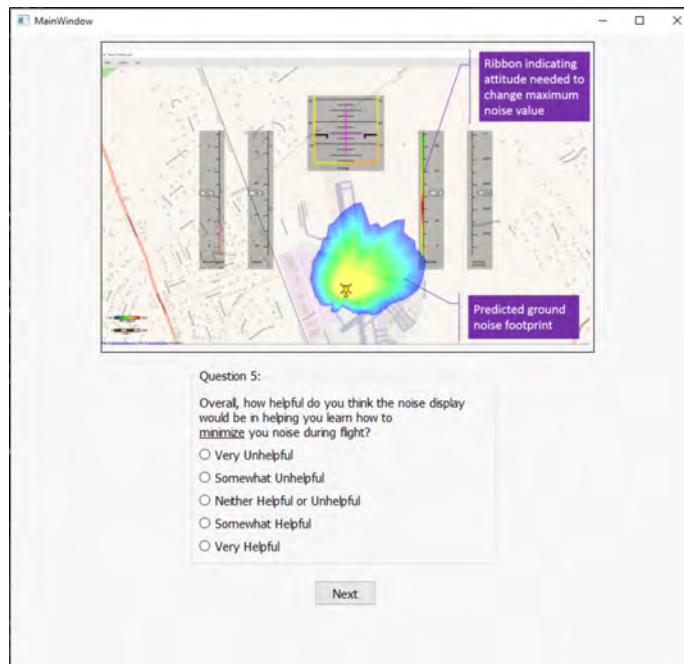 MainWindow
Ribbon indicating
attitude needed to
change maximum
noise value
Predicted ground
noise footprint
Question 5:
Overall, how helpful do you think the noise display
would be in helping you learn how to
minimize you noise during flight?
Very Unhelpful
Somewhat Unhelpful
Neither Helpful or Unhelpful
Somewhat Helpful
Very Helpful
Next